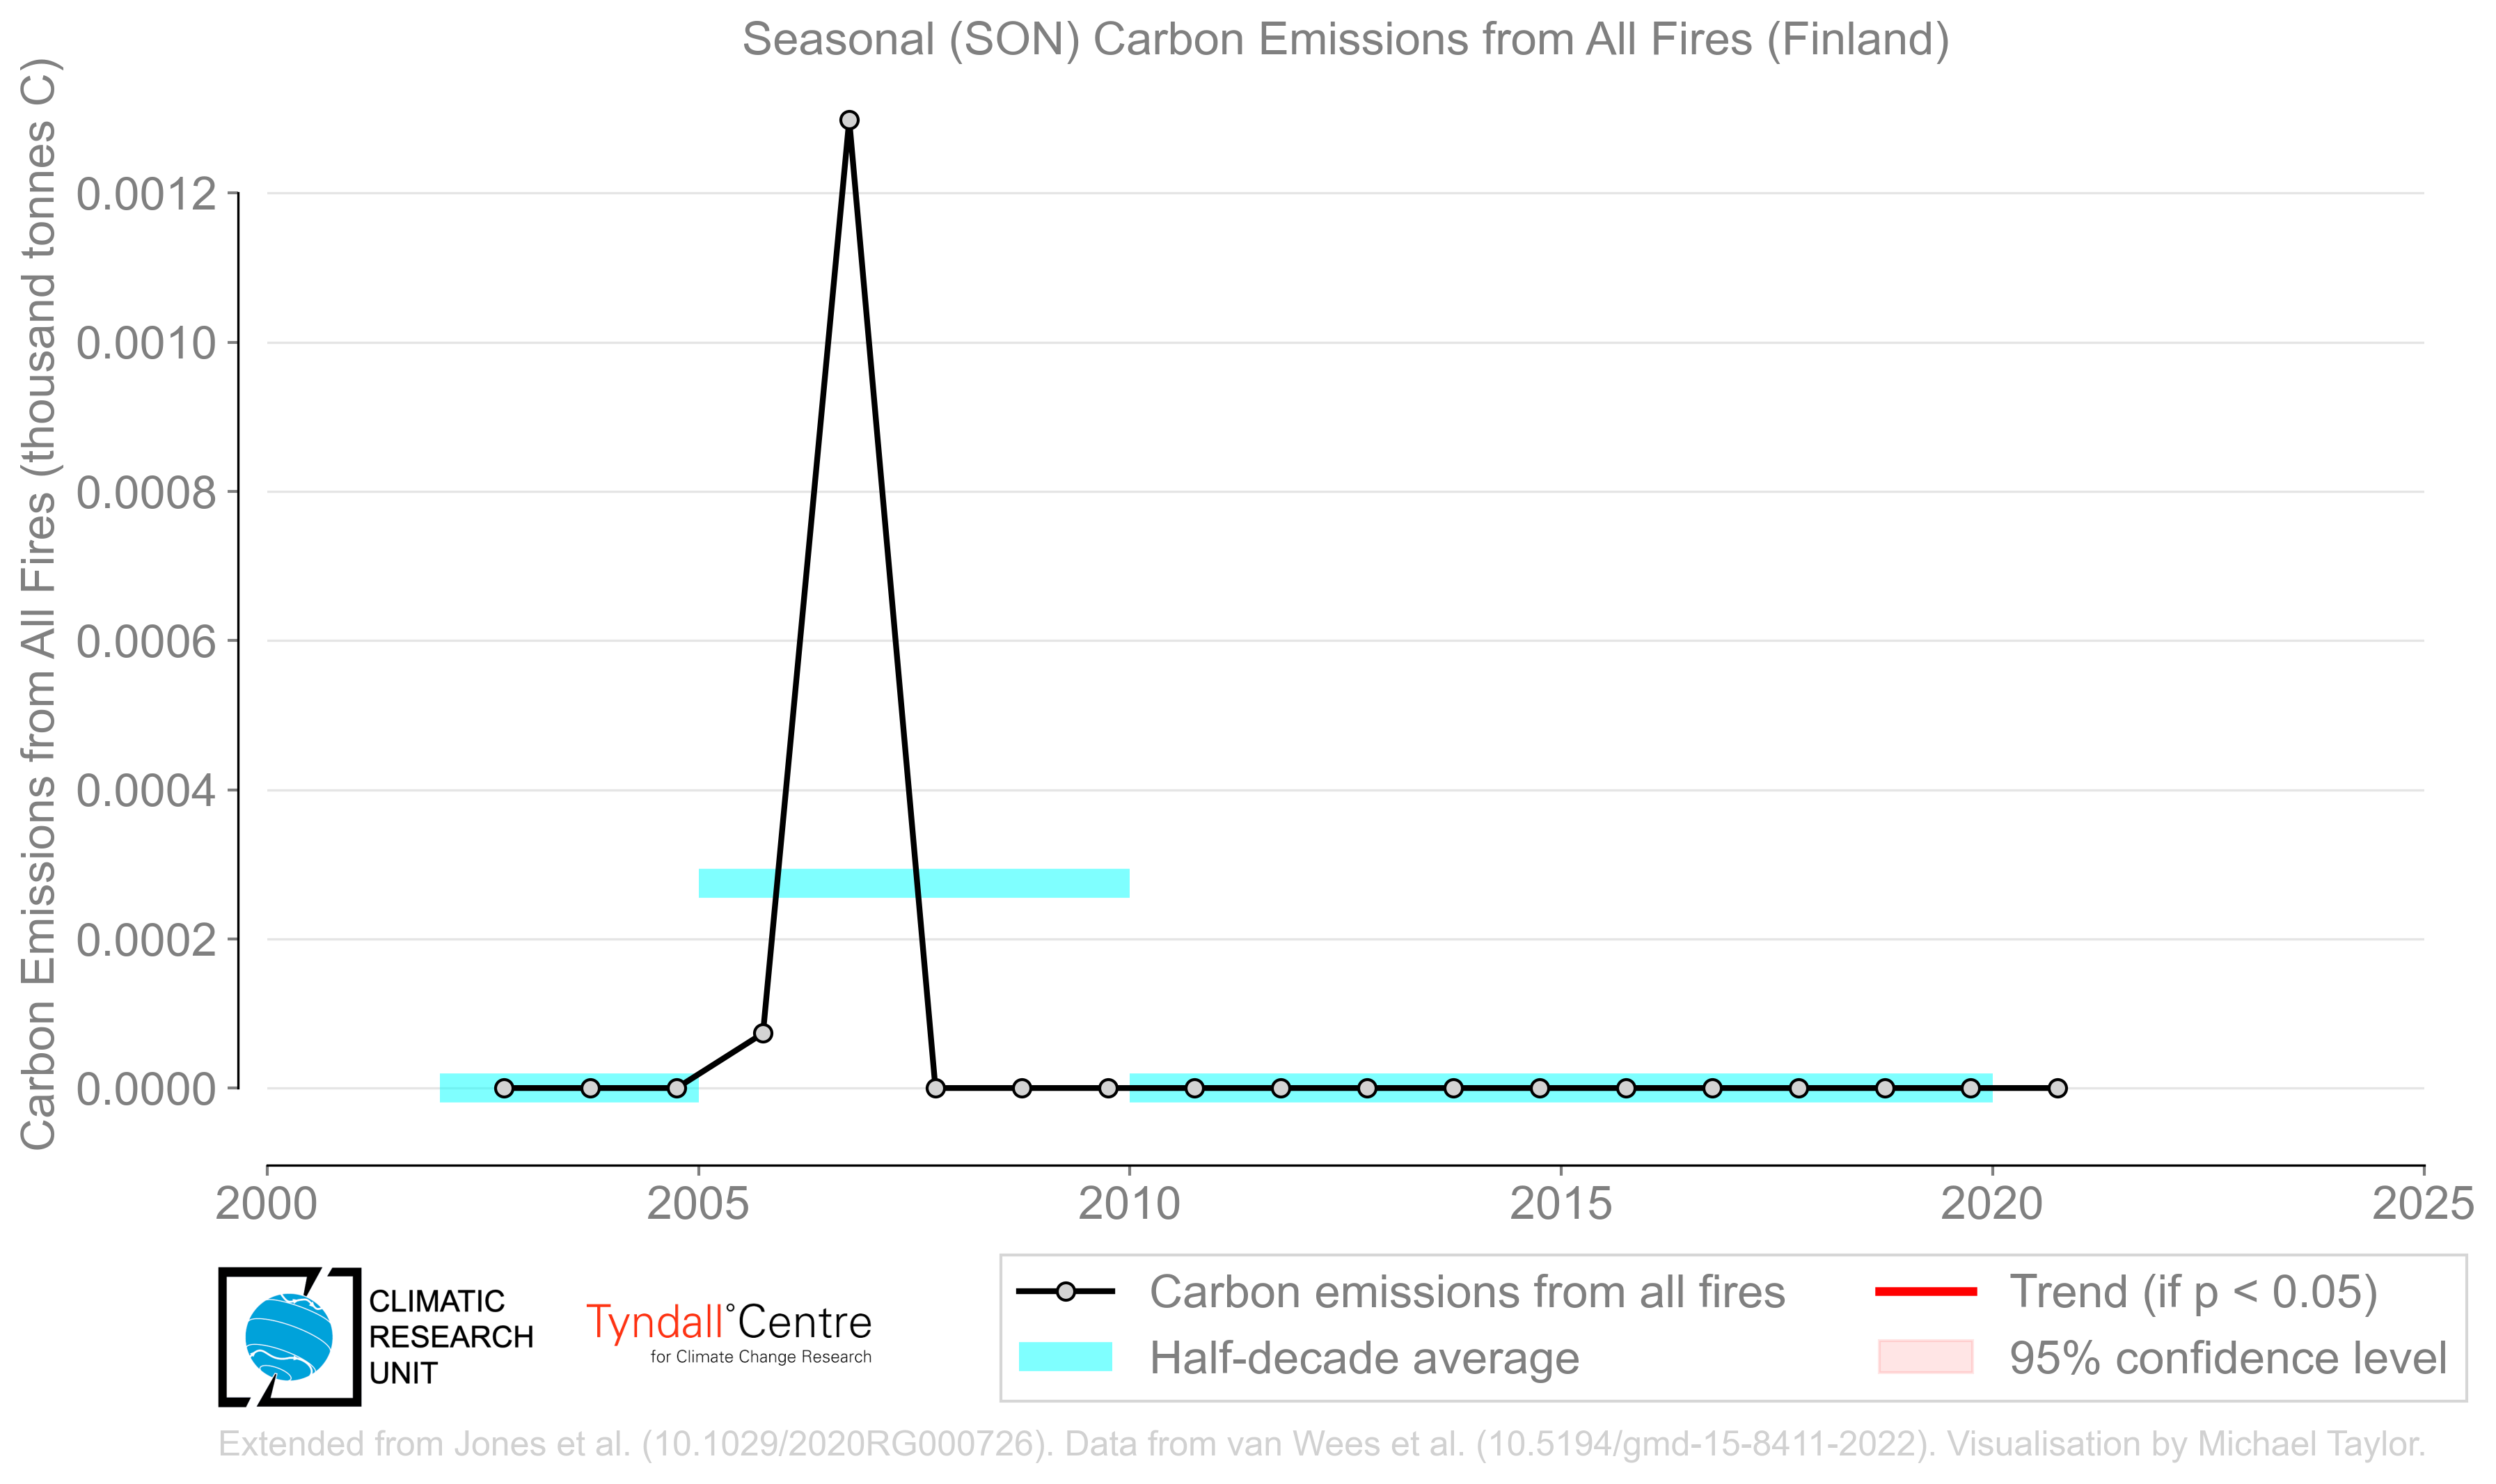 Seasonal (SON) Carbon Emissions from All Fires (Finland)
Carbon Emissions from All Fires (thousand tonnes C)
0.0012
0.0010
0.0008
0.0006
0.0004
0.0002
0.0000
2000 2005 2010 2015 2020 2025
CLIMATIC
RESEARCH
UNIT
Tyndall°Centre
for Climate Change Research
Carbon emissions from all fires
Half-decade average
Trend (if p < 0.05)
95% confidence level
Extended from Jones et al. (10.1029/2020RG000726). Data from van Wees et al. (10.5194/gmd-15-8411-2022). Visualisation by Michael Taylor.